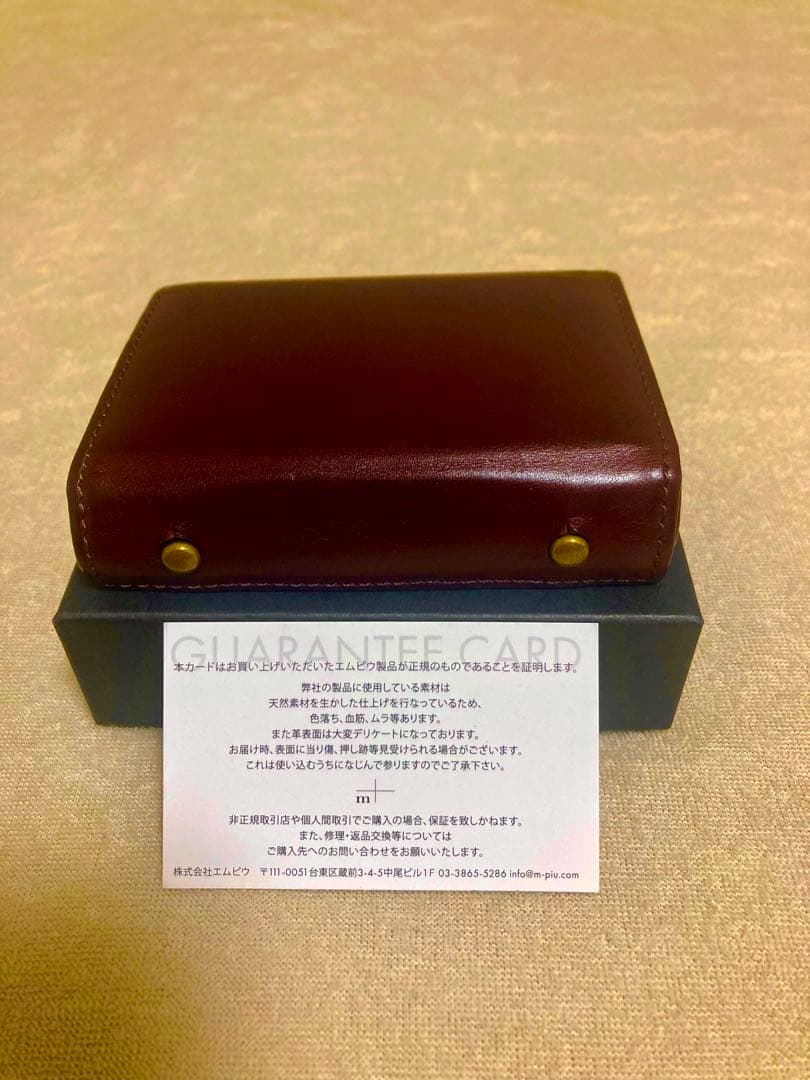 GUARANTEE CARD
本カードはお買い上げいただいたエムピウ製品が正規のものであることを証明します。
弊社の製品に使用している素材は
天然素材を生かした仕上げを行なっているため、
色落ち、血筋、ムラ等あります。
また革表面は大変デリケートになっております。
お届け時、表面に当り傷、押し跡等見受けられる場合がございます。
これは使い込むうちになじんで参りますのでご了承下さい。
m+
非正規取引店や個人間取引でご購入の場合、保証を致しかねます。
また、修理・返品交換等については
ご購入先へのお問い合わせをお願いいたします。
株式会社エムピウ 〒111-0051台東区蔵前3-4-5中尾ビル1F 03-3865-5286 info@m-piu.com